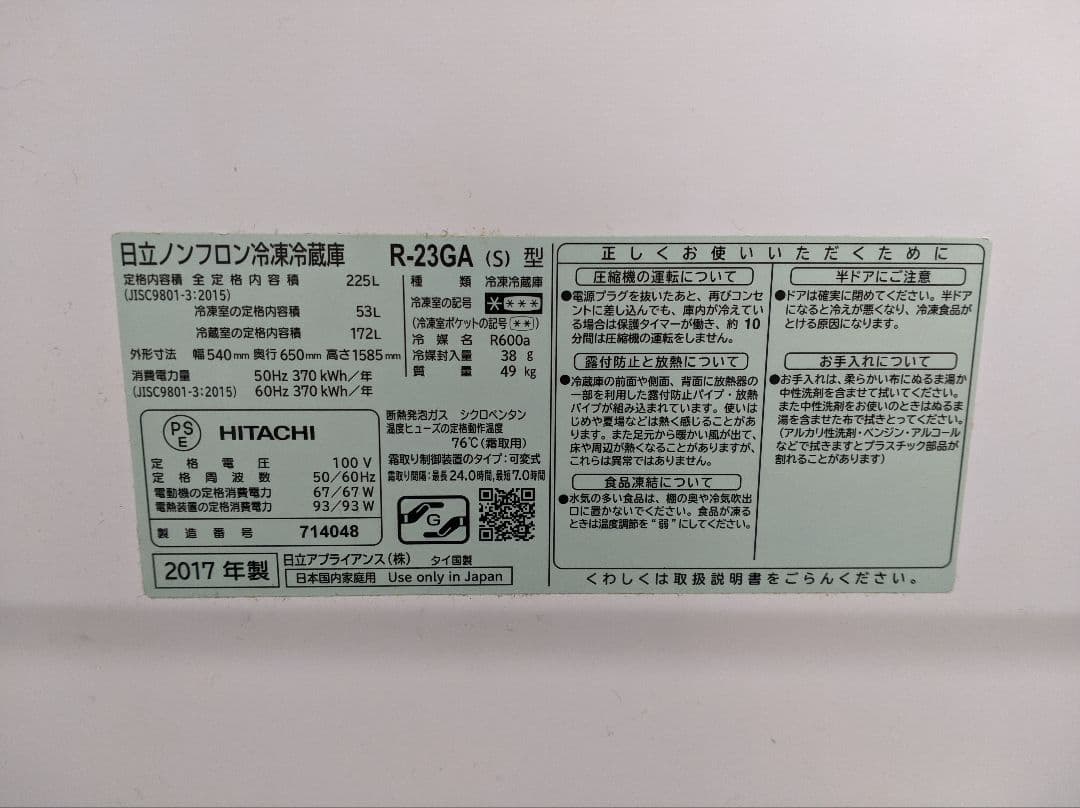 日立ノンフロン冷凍冷蔵庫 R-23GA (S) 型
定格内容積 全定格内容積 225L
(JISC9801-3:2015)
冷凍室の定格内容積 53L
冷蔵室の定格内容積 172L
外形寸法 幅540mm 奥行650mm 高さ1585mm
消費電力量 50Hz 370 kWh/年
(JISC9801-3:2015) 60Hz 370 kWh/年
種類 冷凍冷蔵庫
冷凍室の記号 ****
(冷凍室ポケットの記号 **)
冷媒名 R600a
冷媒封入量 38 g
質量 49 kg
PS
E
HITACHI
定格電圧 100 V
定格周波数 50/60Hz
電動機の定格消費電力 67/67 W
電熱装置の定格消費電力 93/93 W
製造番号 714048
断熱発泡ガス シクロペンタン
温度ヒューズの定格動作温度
76℃(霜取用)
霜取り制御装置のタイプ:可変式
霜取り間隔:最長24.0時間,最短7.0時間
G
2017 年製
日立アプライアンス(株) タイ国製
日本国内家庭用 Use only in Japan
正しくお使いいただくために
圧縮機の運転について
●電源プラグを抜いたあと、再びコンセ
ントに差し込んでも、庫内が冷えてい
る場合は保護タイマーが働き、約 10
分間は圧縮機の運転をしません。
露付防止と放熱について
●冷蔵庫の前面や側面、背面に放熱器の
一部を利用した露付防止パイプ・放熱
パイプが組み込まれています。使いは
じめや夏場などは熱く感じることがあ
ります。また足元から暖かい風が出て、
床や周辺が熱くなることがありますが、
これらは異常ではありません。
食品凍結について
●水気の多い食品は、棚の奥や冷気吹出
口に置かないでください。食品が凍る
ときは温度調節を“弱”にしてください。
半ドアにご注意
●ドアは確実に閉めてください。半ドア
になると冷えが悪くなり、冷凍食品が
とける原因になります。
お手入れについて
●お手入れは、柔らかい布にぬるま湯か
中性洗剤を含ませて拭いてください。
また中性洗剤をお使いのときはぬるま
湯を含ませた布で拭きとってください。
(アルカリ性洗剤・ベンジン・アルコール
などで拭きますとプラスチック部品が
割れることがあります)
くわしくは取扱説明書をごらんください。